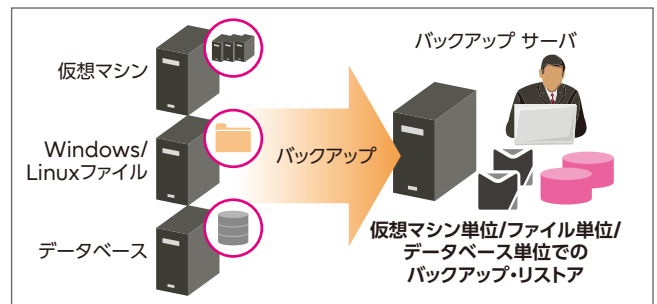 仮想マシン
Windows/
Linuxファイル
データベース
バックアップ
バックアップ サーバ
仮想マシン単位/ファイル単位/
データベース単位での
バックアップ・リストア